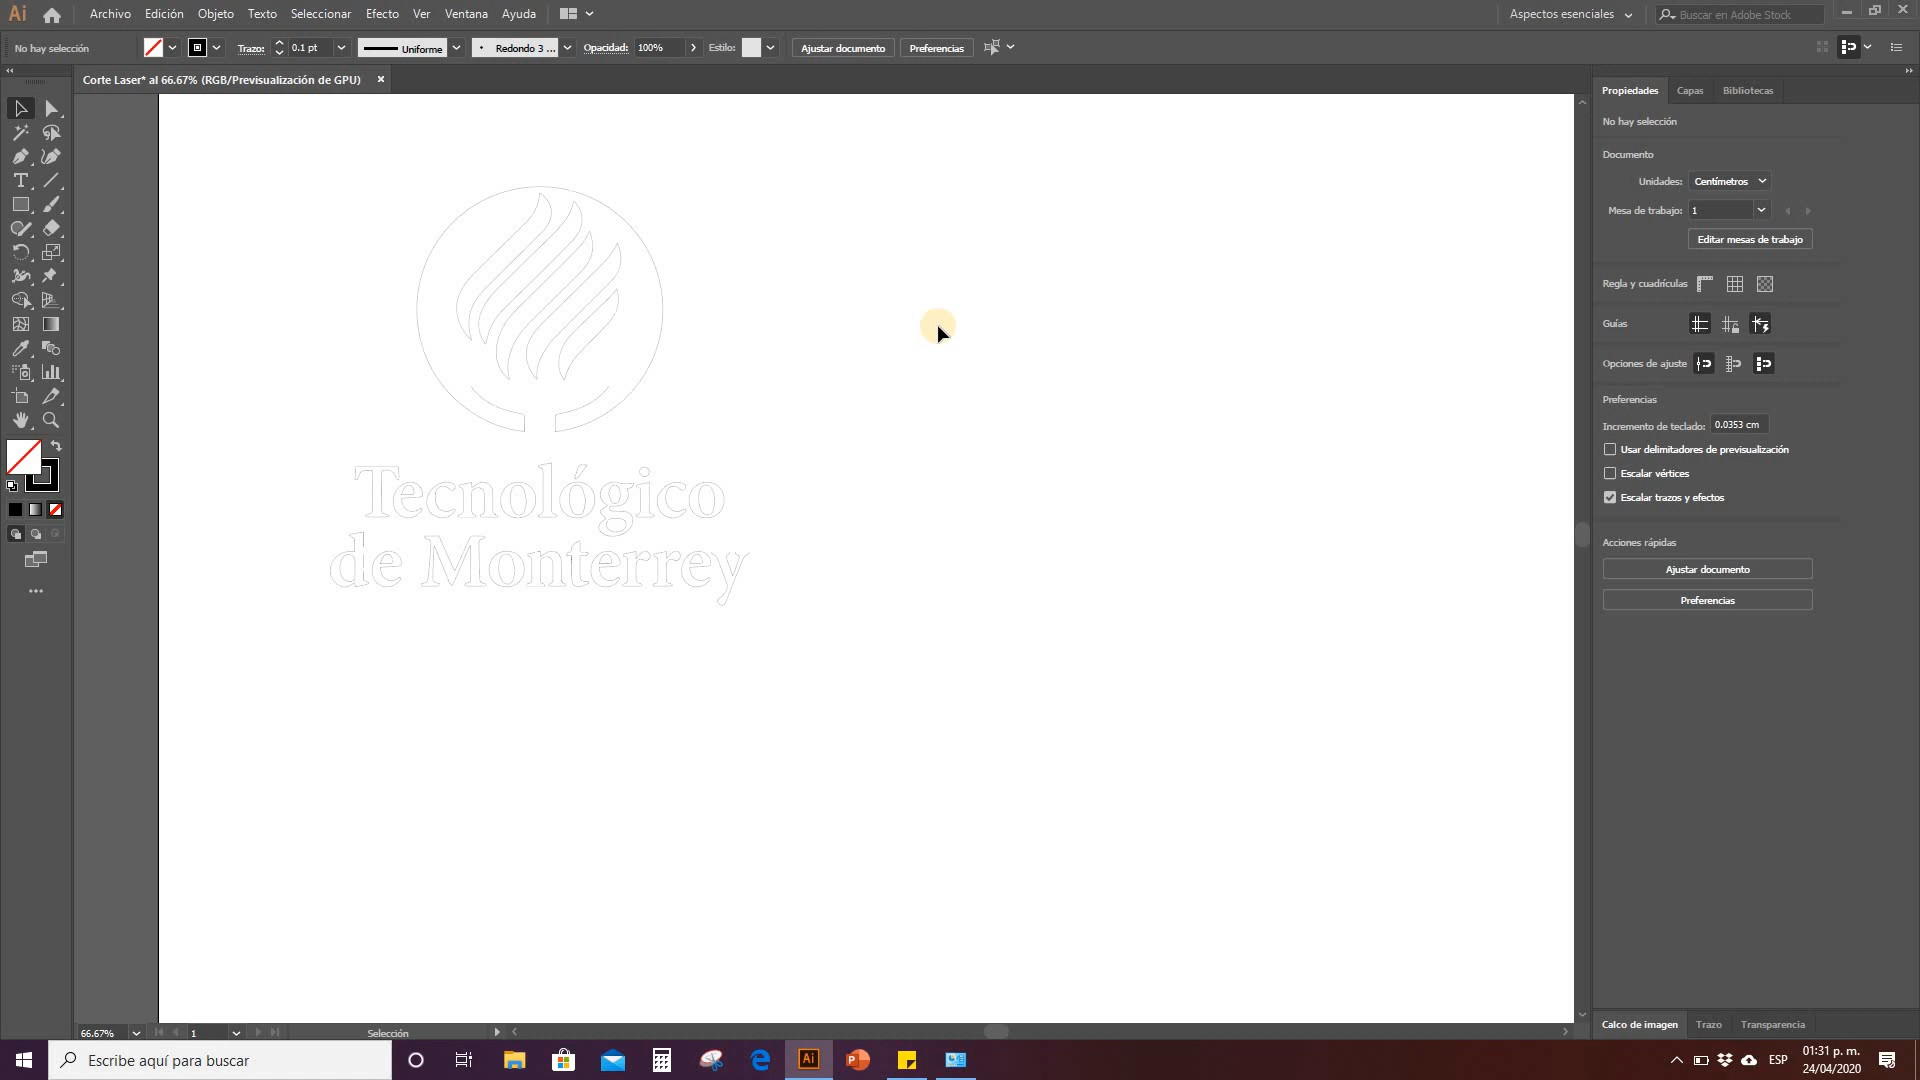 Ai Archivo Edición Objeto Texto Seleccionar Efecto Ver Ventana Ayuda Aspectos esenciales Buscar en Adobe Stock
No hay selección Trazo: 0.1 pt Uniforme Redondo 3 ... Opacidad: 100% Estilo: Ajustar documento Preferencias
Corte Laser* al 66.67% (RGB/Previsualización de GPU)
Propiedades Capas Bibliotecas
No hay selección
Documento
Unidades: Centímetros
Mesa de trabajo: 1
Editar mesas de trabajo
Regla y cuadrículas
Guías
Opciones de ajuste
Preferencias
Incremento de teclado: 0.0353 cm
Usar delimitadores de previsualización
Escalar vértices
Escalar trazos y efectos
Acciones rápidas
Ajustar documento
Preferencias
Tecnológico
de Monterrey
66.67% 1 Selección
Calco de imagen Trazo Transparencia
Escribe aquí para buscar
Ai
ESP
01:31 p. m.
24/04/2020